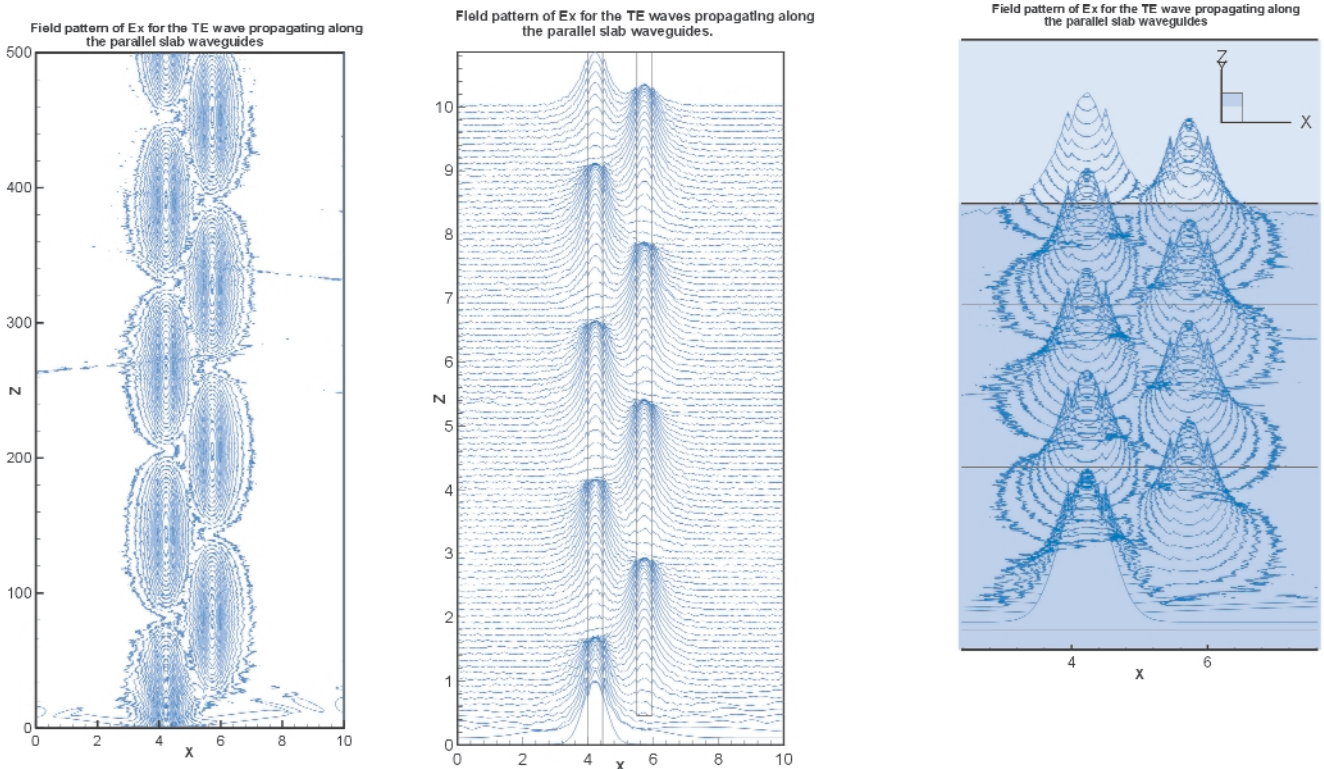 Field pattern of Ex for the TE wave propagating along
the parallel slab waveguides
500
400
300
Z
200
100
0
0 2 4 6 8 10
X
Field pattern of Ex for the TE waves propagating along
the parallel slab waveguides.
10
9
8
7
6
Z
5
4
3
2
1
0
0 2 4 6 8 10
X
Field pattern of Ex for the TE wave propagating along
the parallel slab waveguides
Z
X
4 6
X